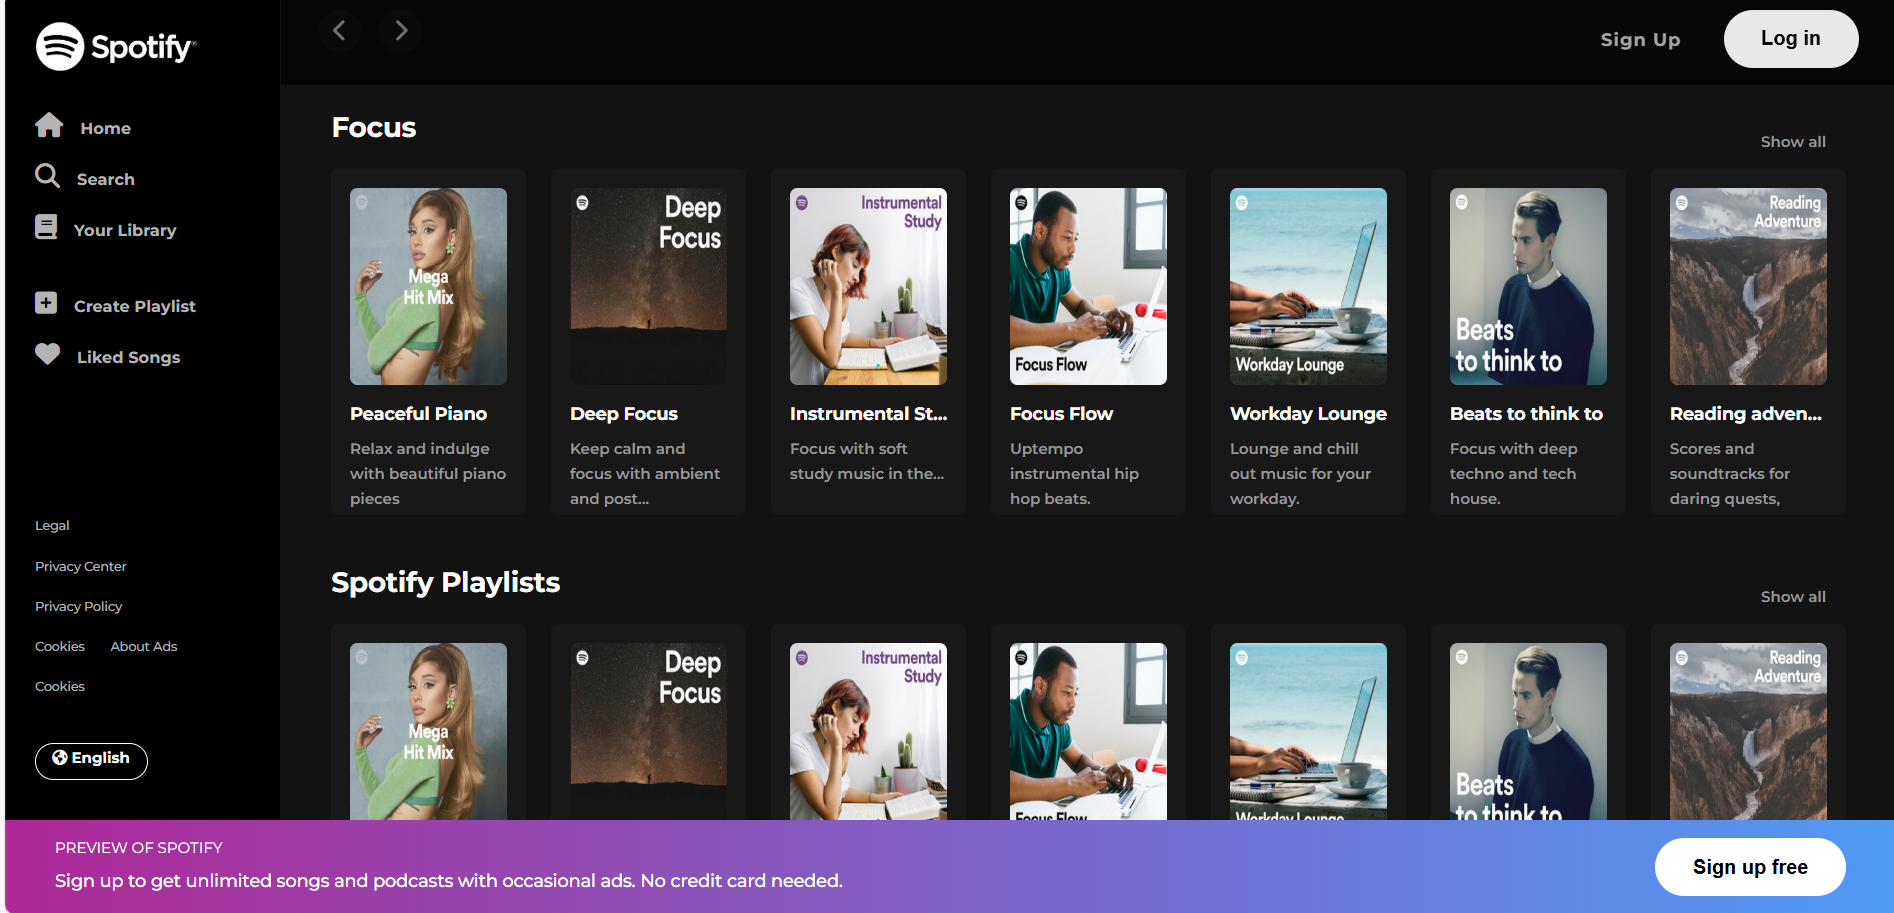 Spotify
Home
Search
Your Library
Create Playlist
Liked Songs
Legal
Privacy Center
Privacy Policy
Cookies About Ads
Cookies
English
Sign Up Log in
Focus
Show all
Mega
Hit Mix
Peaceful Piano
Relax and indulge
with beautiful piano
pieces
Deep
Focus
Deep Focus
Keep calm and
focus with ambient
and post...
Instrumental
Study
Instrumental St...
Focus with soft
study music in the...
Focus Flow
Focus Flow
Uptempo
instrumental hip
hop beats.
Workday Lounge
Workday Lounge
Lounge and chill
out music for your
workday.
Beats
to think to
Beats to think to
Focus with deep
techno and tech
house.
Reading
Adventure
Reading adven...
Scores and
soundtracks for
daring quests,
Spotify Playlists
Show all
Mega
Hit Mix
Deep
Focus
Instrumental
Study
Focus Flow
Workday Lounge
Beats
to think to
Reading
Adventure
PREVIEW OF SPOTIFY
Sign up to get unlimited songs and podcasts with occasional ads. No credit card needed.
Sign up free